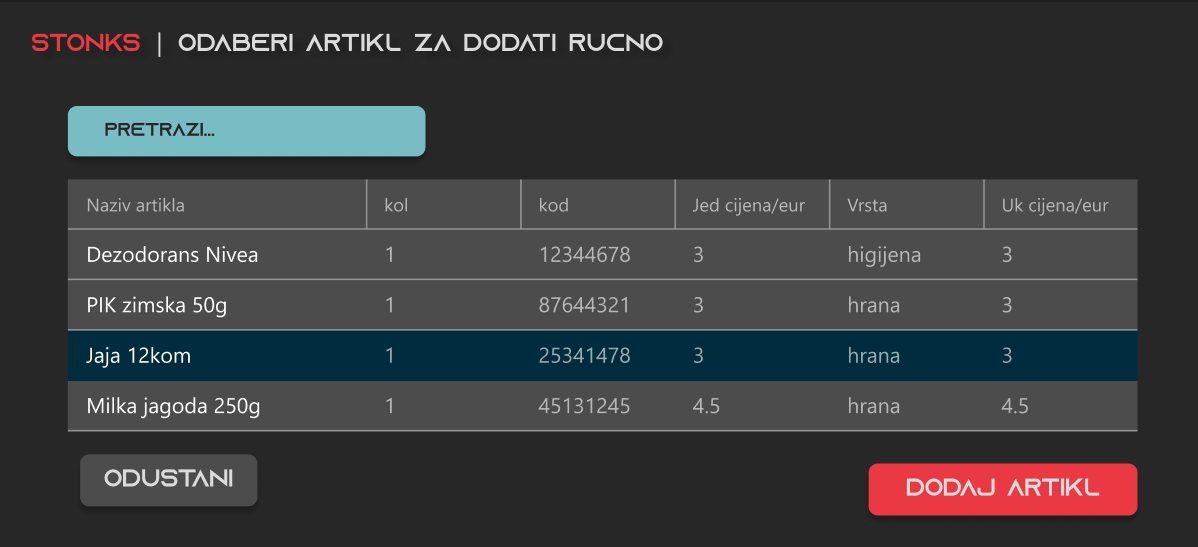 STONKS | ODABERI ARTIKL ZA DODATI RUCNO
PRETRAZI...
Naziv artikla kol kod Jed cijena/eur Vrsta Uk cijena/eur
Dezodorans Nivea 1 12344678 3 higijena 3
PIK zimska 50g 1 87644321 3 hrana 3
Jaja 12kom 1 25341478 3 hrana 3
Milka jagoda 250g 1 45131245 4.5 hrana 4.5
ODUSTANI
DODAJ ARTIKL